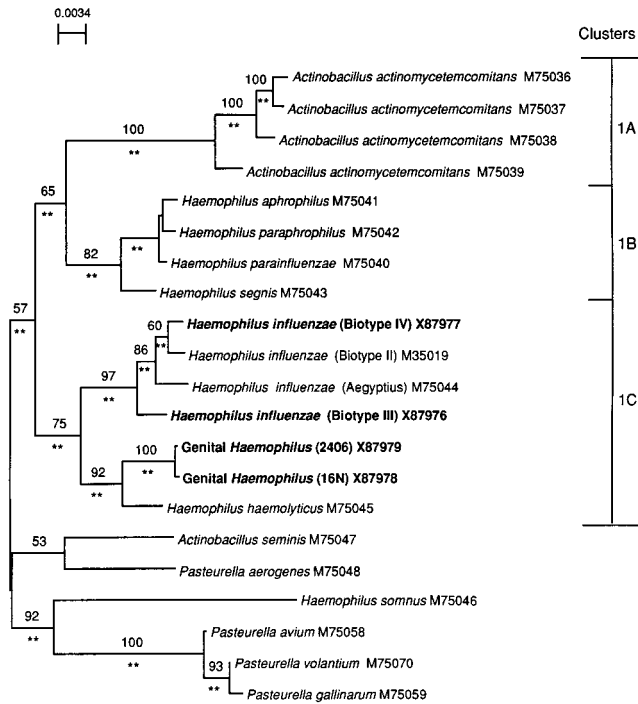 0.0034
Clusters
100
Actinobacillus actinomycetemcomitans M75036
**
100
Actinobacillus actinomycetemcomitans M75037
**
100
Actinobacillus actinomycetemcomitans M75038
1A
**
Actinobacillus actinomycetemcomitans M75039
65
Haemophilus aphrophilus M75041
**
Haemophilus paraphrophilus M75042
**
1B
82
Haemophilus parainfluenzae M75040
**
Haemophilus segnis M75043
57
**
60
Haemophilus influenzae (Biotype IV) X87977
**
86
Haemophilus influenzae (Biotype II) M35019
**
97
Haemophilus influenzae (Aegyptius) M75044
**
1C
Haemophilus influenzae (Biotype III) X87976
75
**
100
Genital Haemophilus (2406) X87979
**
92
Genital Haemophilus (16N) X87978
**
Haemophilus haemolyticus M75045
Actinobacillus seminis M75047
53
Pasteurella aerogenes M75048
Haemophilus somnus M75046
92
**
Pasteurella avium M75058
100
**
93
Pasteurella volantium M75070
**
Pasteurella gallinarum M75059